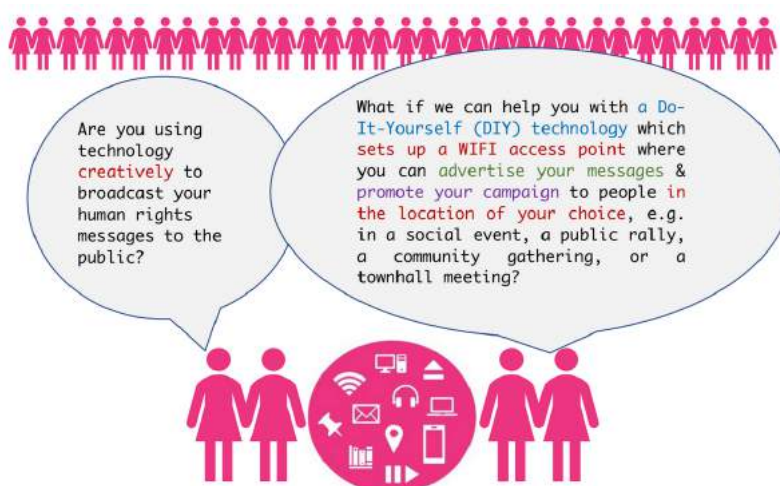 Are you using
technology
creatively to
broadcast your
human rights
messages to the
public?
What if we can help you with a Do-
It-Yourself (DIY) technology which
sets up a WIFI access point where
you can advertise your messages &
promote your campaign to people in
the location of your choice, e.g.
in a social event, a public rally,
a community gathering, or a
townhall meeting?